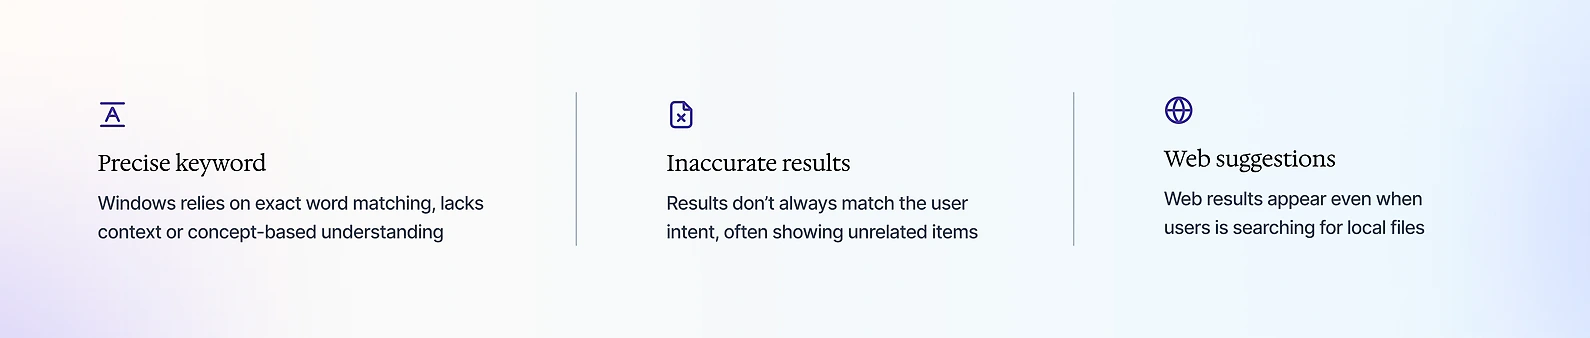 Precise keyword
Windows relies on exact word matching, lacks
context or concept-based understanding
Inaccurate results
Results don’t always match the user
intent, often showing unrelated items
Web suggestions
Web results appear even when
users is searching for local files